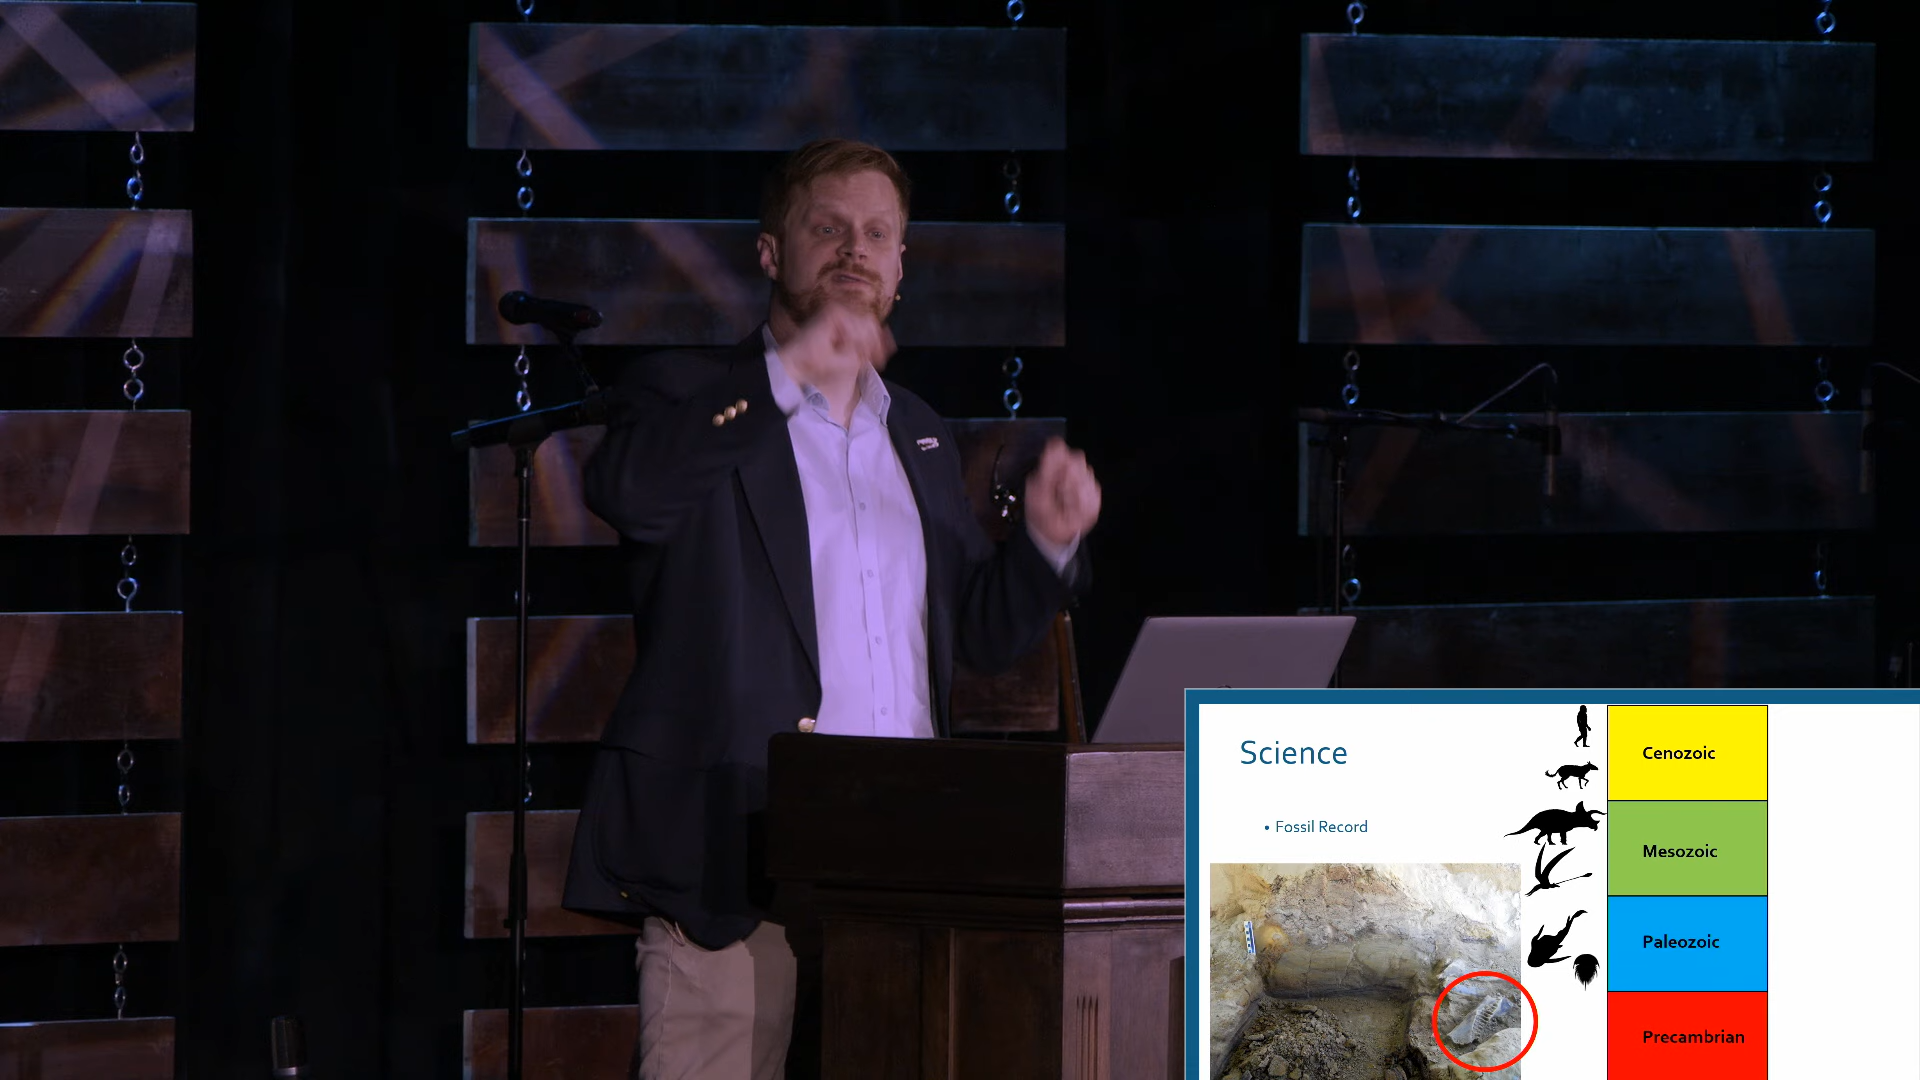 Science
• Fossil Record
Cenozoic
Mesozoic
Paleozoic
Precambrian